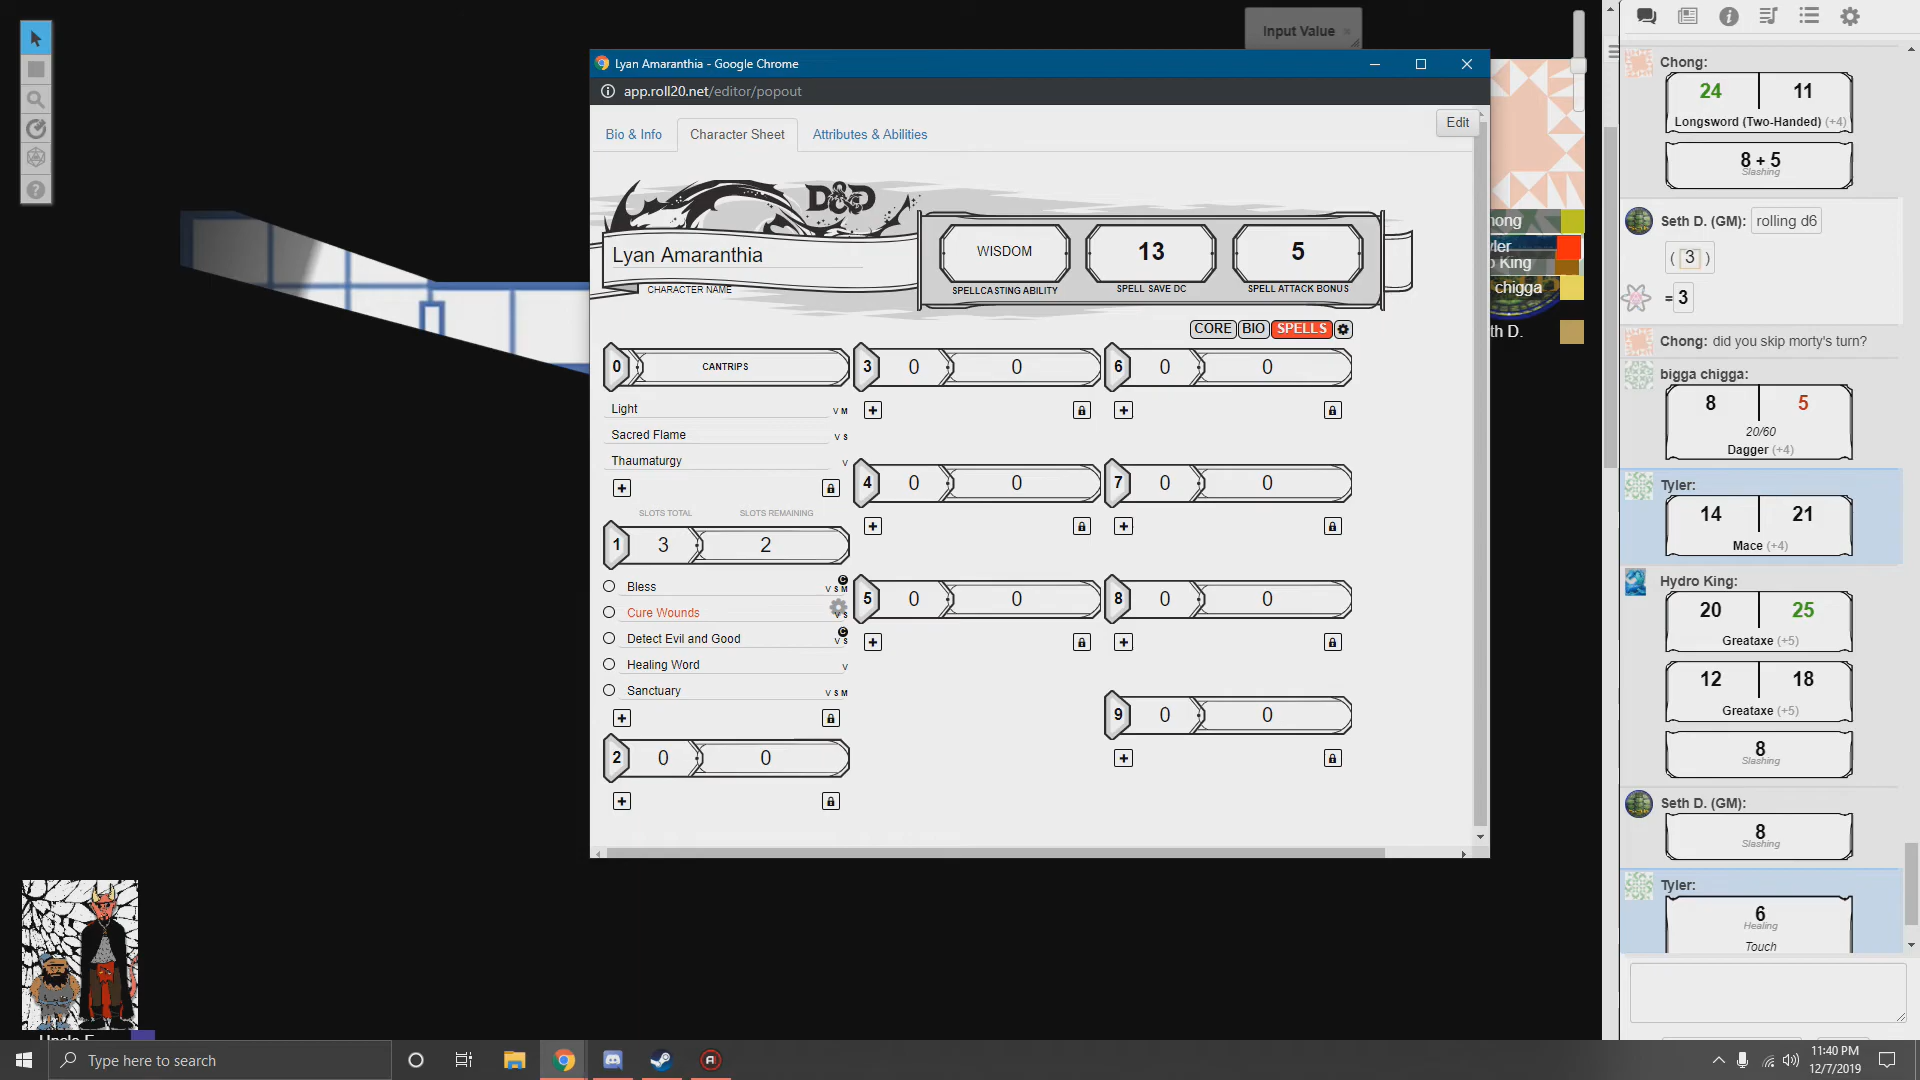 Input Value
Lyan Amaranthia - Google Chrome
app.roll20.net/editor/popout
Bio & Info
Character Sheet
Attributes & Abilities
Edit
D&D
Lyan Amaranthia
CHARACTER NAME
WISDOM
SPELLCASTING ABILITY
13
SPELL SAVE DC
5
SPELL ATTACK BONUS
CORE
BIO
SPELLS
0 CANTRIPS
Light V M
Sacred Flame V S
Thaumaturgy V
SLOTS TOTAL SLOTS REMAINING
1 3 2
Bless C V S M
Cure Wounds V S
Detect Evil and Good C V S
Healing Word V
Sanctuary V S M
2 0 0
3 0 0
4 0 0
5 0 0
6 0 0
7 0 0
8 0 0
9 0 0
hong
ler
o King
chigga
th D.
Chong:
24 11
Longsword (Two-Handed) (+4)
8 + 5
Slashing
Seth D. (GM): rolling d6
( 3 )
= 3
Chong: did you skip morty's turn?
bigga chigga:
8 5
20/60
Dagger (+4)
Tyler:
14 21
Mace (+4)
Hydro King:
20 25
Greataxe (+5)
12 18
Greataxe (+5)
8
Slashing
Seth D. (GM):
8
Slashing
Tyler:
6
Healing
Touch
Type here to search
11:40 PM
12/7/2019